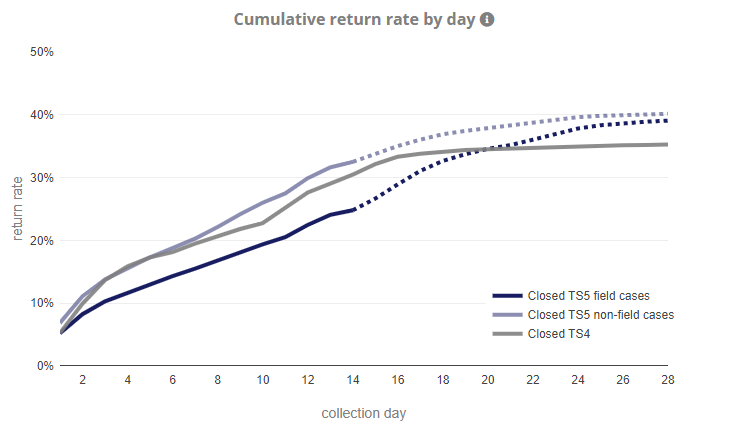 Cumulative return rate by day
50%
40%
30%
20%
10%
0%
return rate
Closed TS5 field cases
Closed TS5 non-field cases
Closed TS4
2 4 6 8 10 12 14 16 18 20 22 24 26 28
collection day